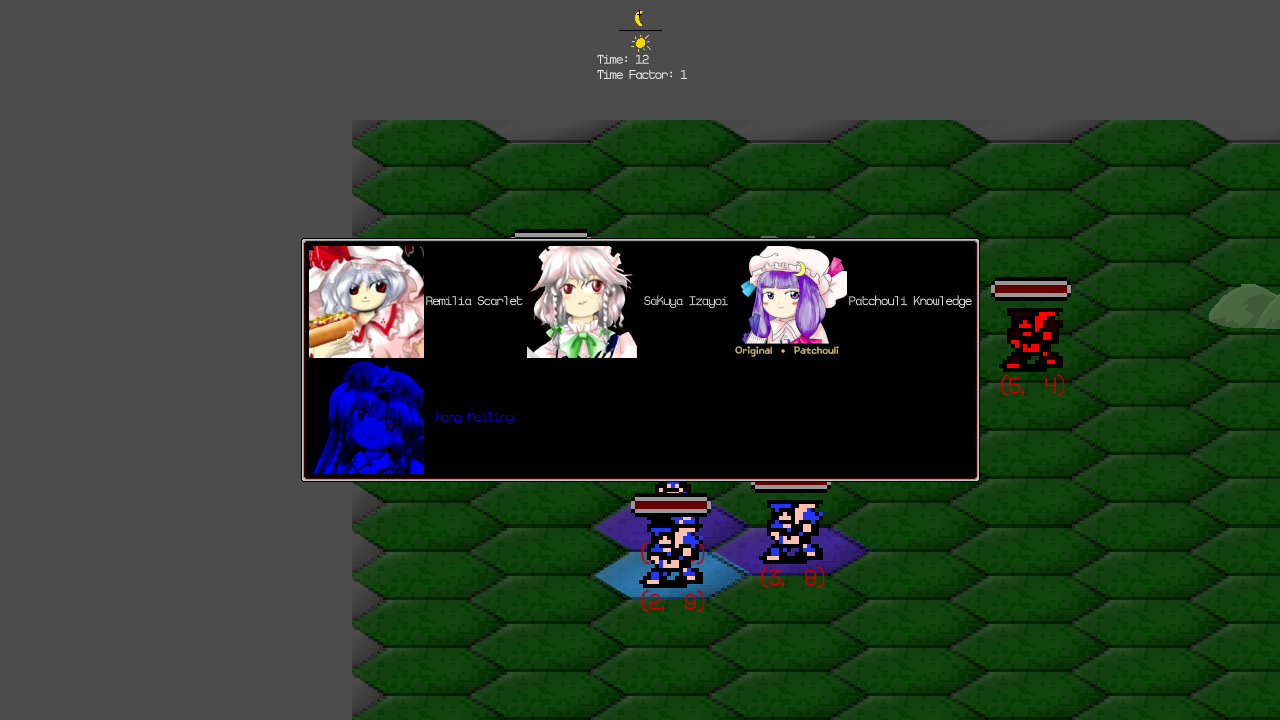 Time: 12
Time Factor: 1
Remilia Scarlet
Sakuya Izayoi
Patchouli Knowledge
Original • Patchouli
Hong Meiling
(5, 4)
(3, 8)
(2, 9)